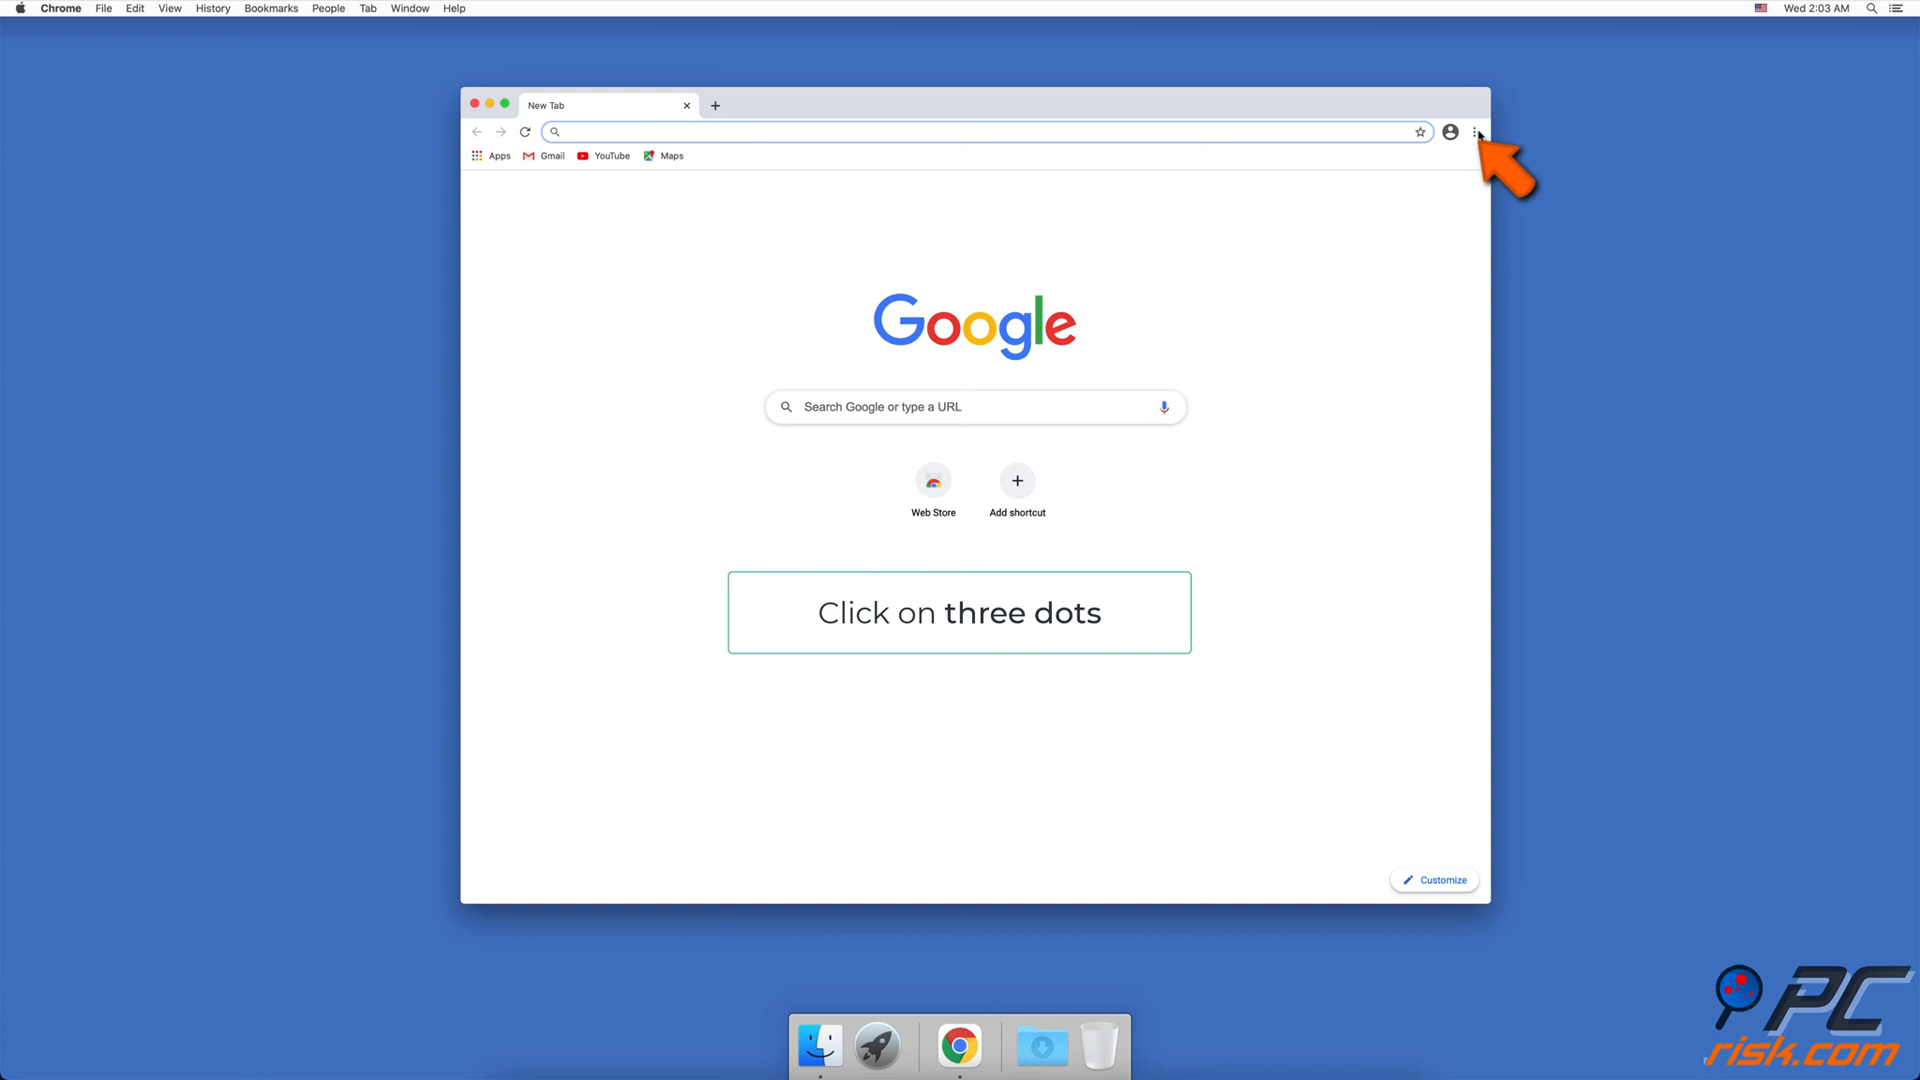 Chrome File Edit View History Bookmarks People Tab Window Help
Wed 2:03 AM
New Tab
Apps Gmail YouTube Maps
Google
Search Google or type a URL
Web Store
Add shortcut
Click on three dots
Customize
PC
risk.com